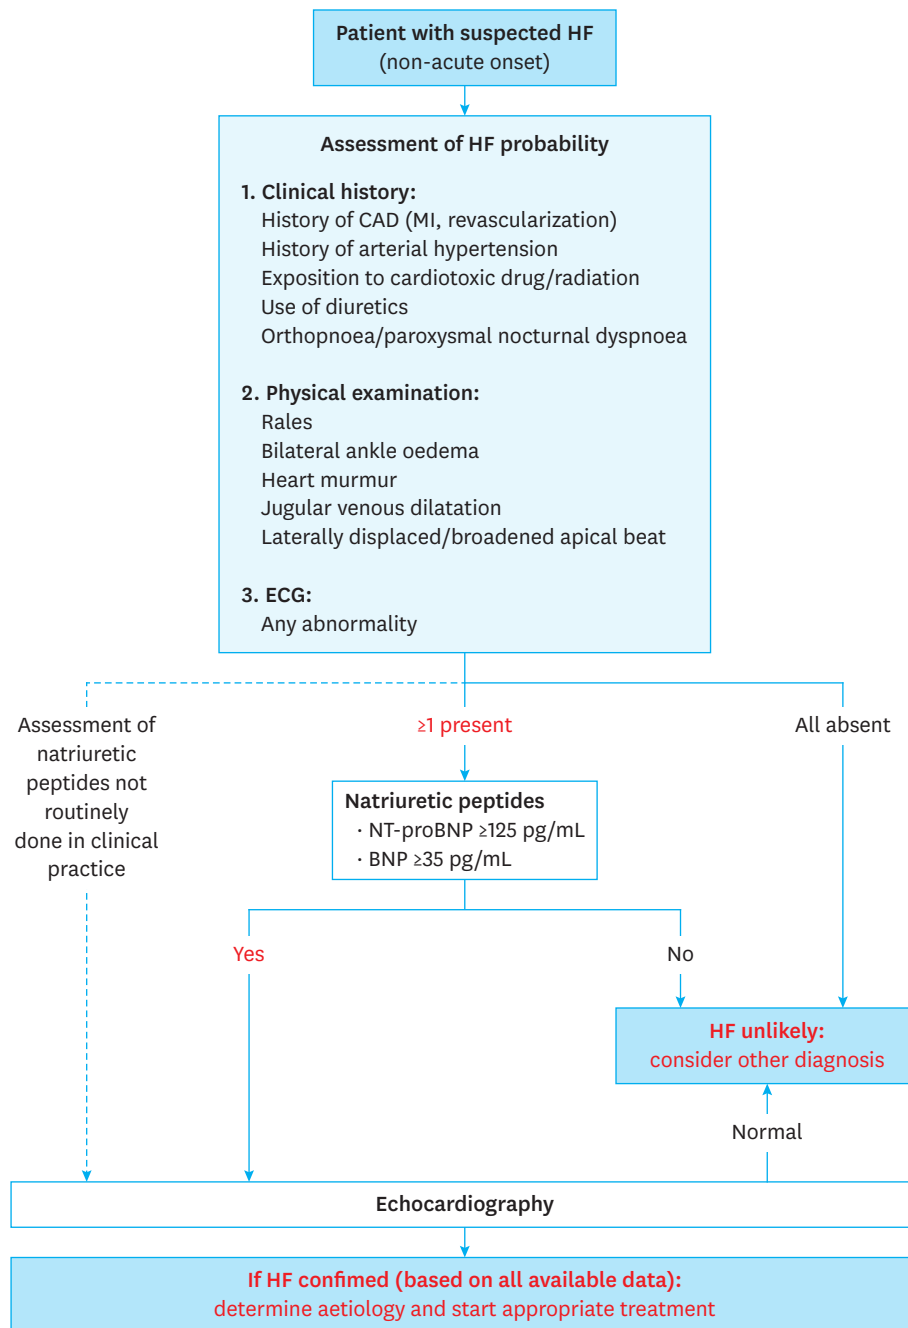 Patient with suspected HF
(non-acute onset)
Assessment of HF probability
1. Clinical history:
History of CAD (MI, revascularization)
History of arterial hypertension
Exposition to cardiotoxic drug/radiation
Use of diuretics
Orthopnoea/paroxysmal nocturnal dyspnoea
2. Physical examination:
Rales
Bilateral ankle oedema
Heart murmur
Jugular venous dilatation
Laterally displaced/broadened apical beat
3. ECG:
Any abnormality
Assessment of
natriuretic
peptides not
routinely
done in clinical
practice
≥1 present
All absent
Natriuretic peptides
· NT-proBNP ≥125 pg/mL
· BNP ≥35 pg/mL
Yes
No
HF unlikely:
consider other diagnosis
Normal
Echocardiography
If HF confimed (based on all available data):
determine aetiology and start appropriate treatment